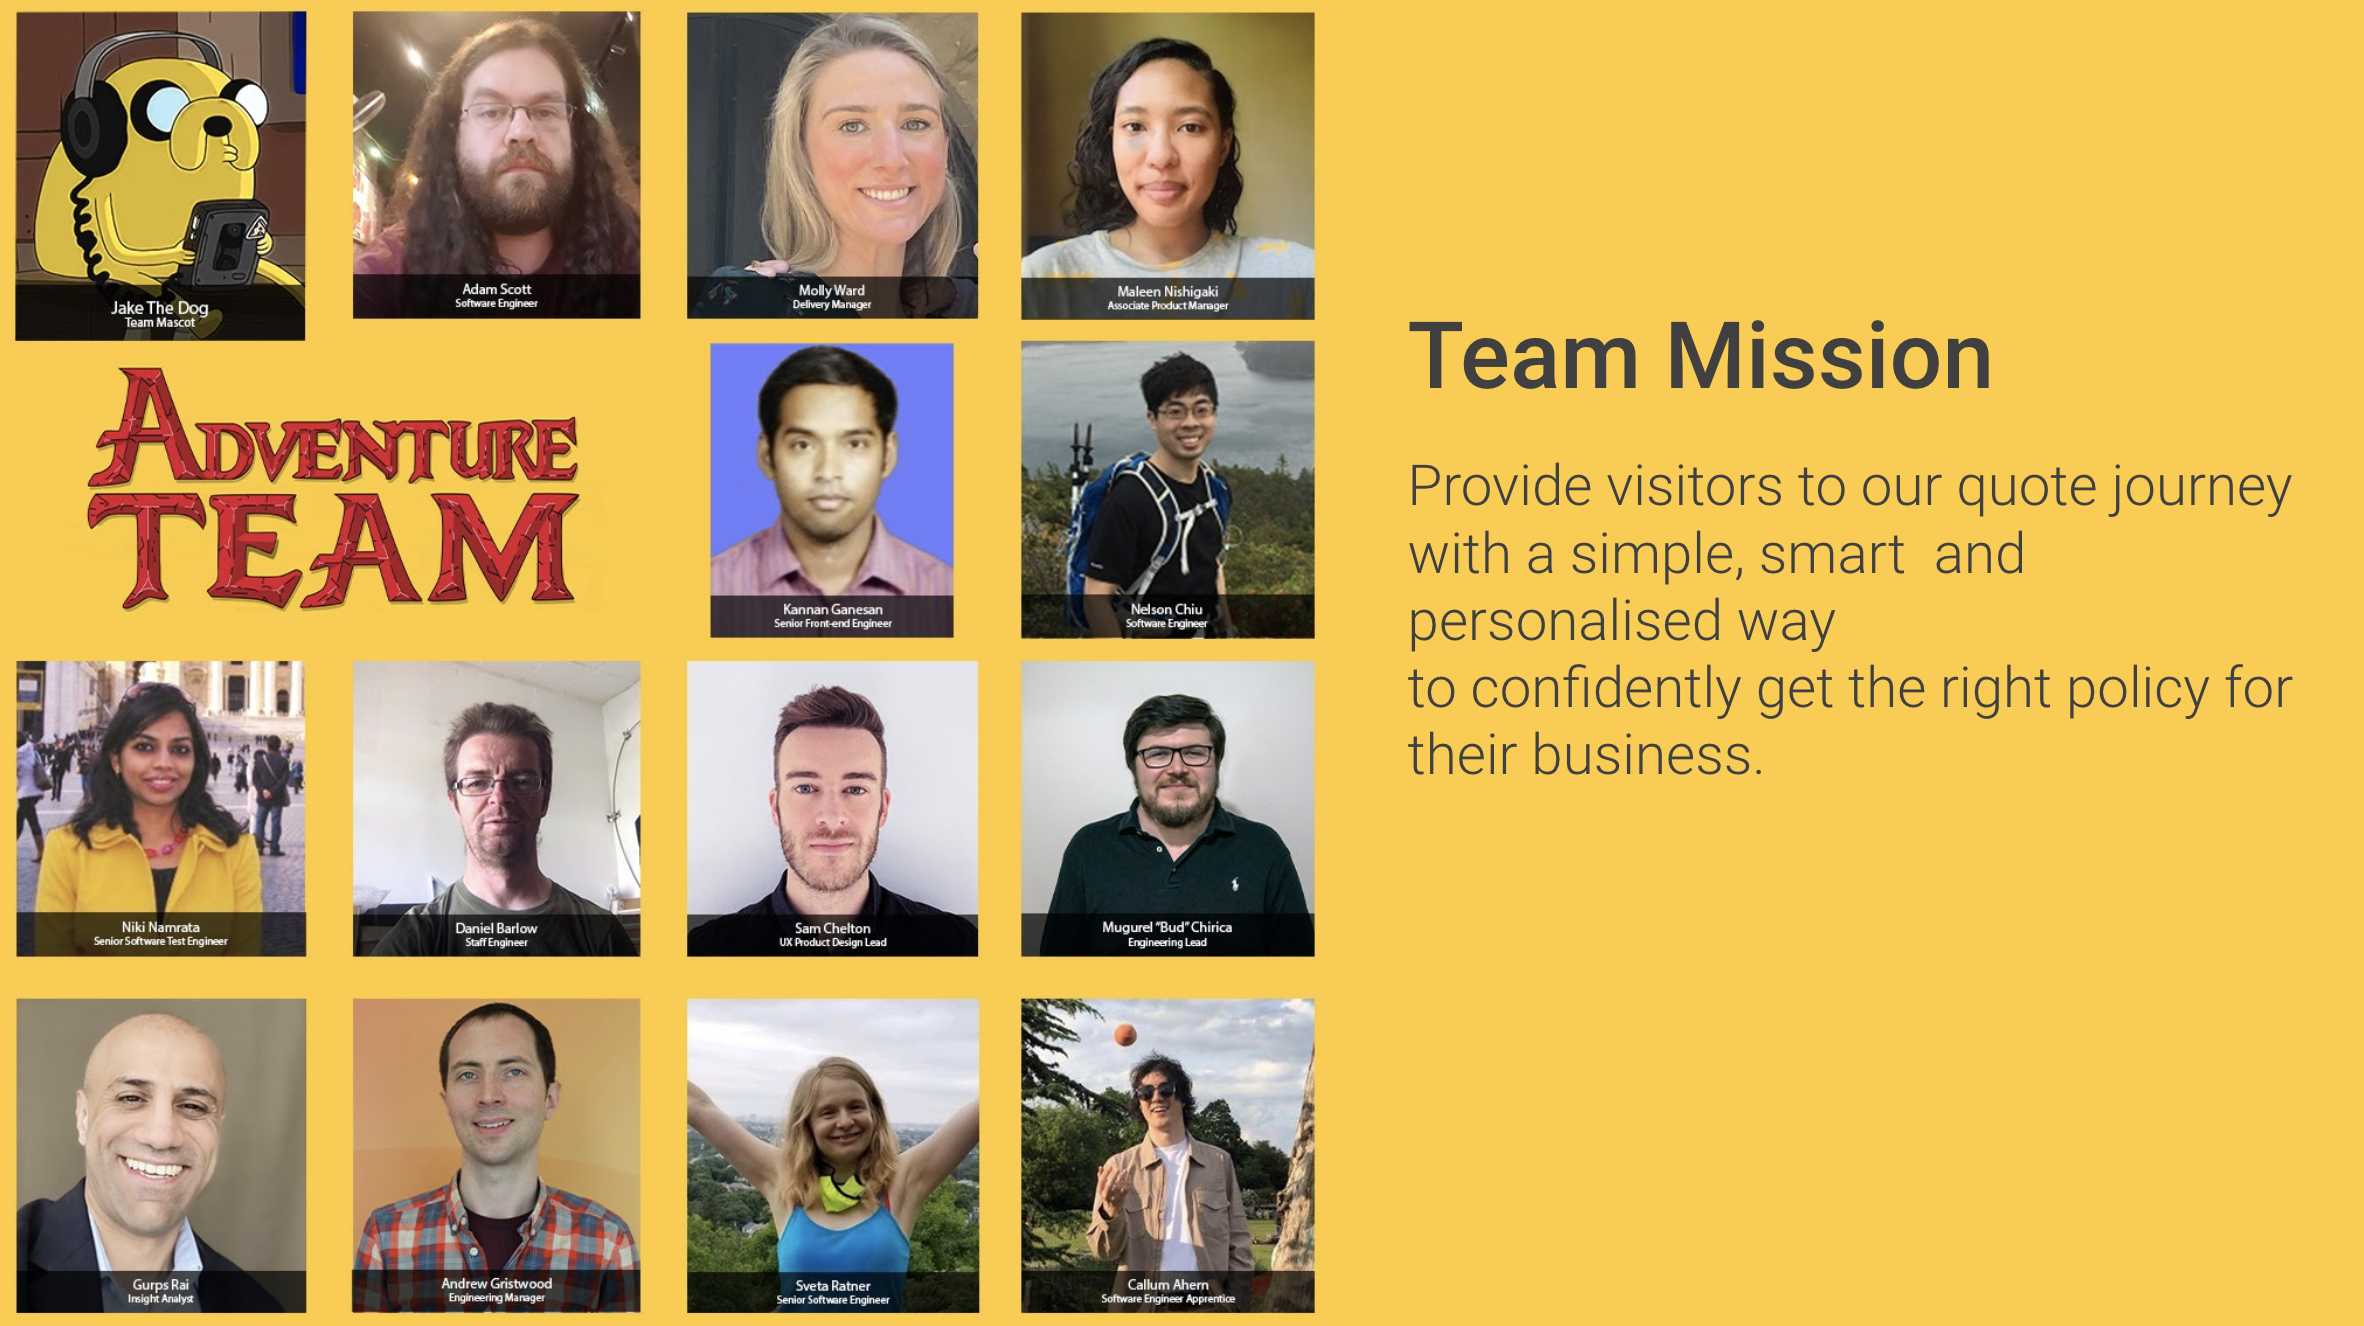 Jake The Dog
Team Mascot
Adam Scott
Software Engineer
Molly Ward
Delivery Manager
Maleen Nishigaki
Associate Product Manager
ADVENTURE
TEAM
Kannan Ganesan
Senior Front-end Engineer
Nelson Chiu
Software Engineer
Niki Namrata
Senior Software Test Engineer
Daniel Barlow
Staff Engineer
Sam Chelton
UX Product Design Lead
Mugurel “Bud” Chirica
Engineering Lead
Gurps Rai
Insight Analyst
Andrew Gristwood
Engineering Manager
Sveta Ratner
Senior Software Engineer
Callum Ahern
Software Engineer Apprentice
Team Mission
Provide visitors to our quote journey
with a simple, smart  and
personalised way
to confidently get the right policy for
their business.